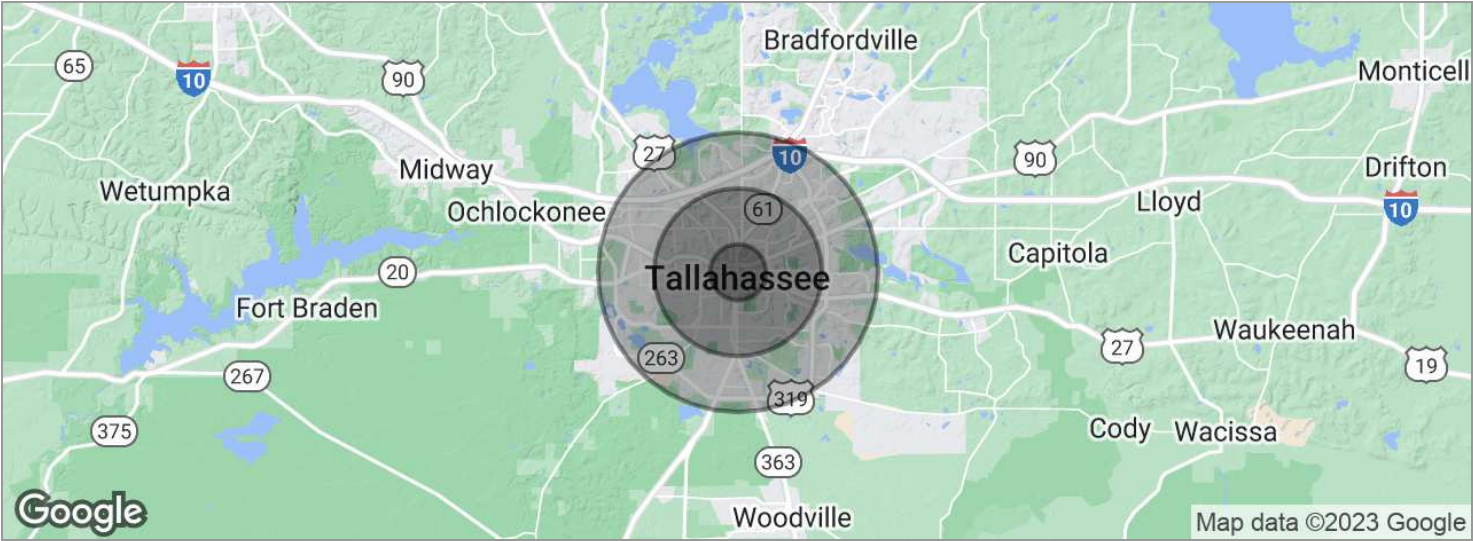 Bradfordville
65
10
90
Monticell
27
10
90
Midway
Drifton
Wetumpka
Lloyd
10
Ochlockonee
61
Capitola
20
Tallahassee
Fort Braden
Waukeenah
27
263
19
267
319
375
Cody
Wacissa
363
Google
Woodville
Map data ©2023 Google